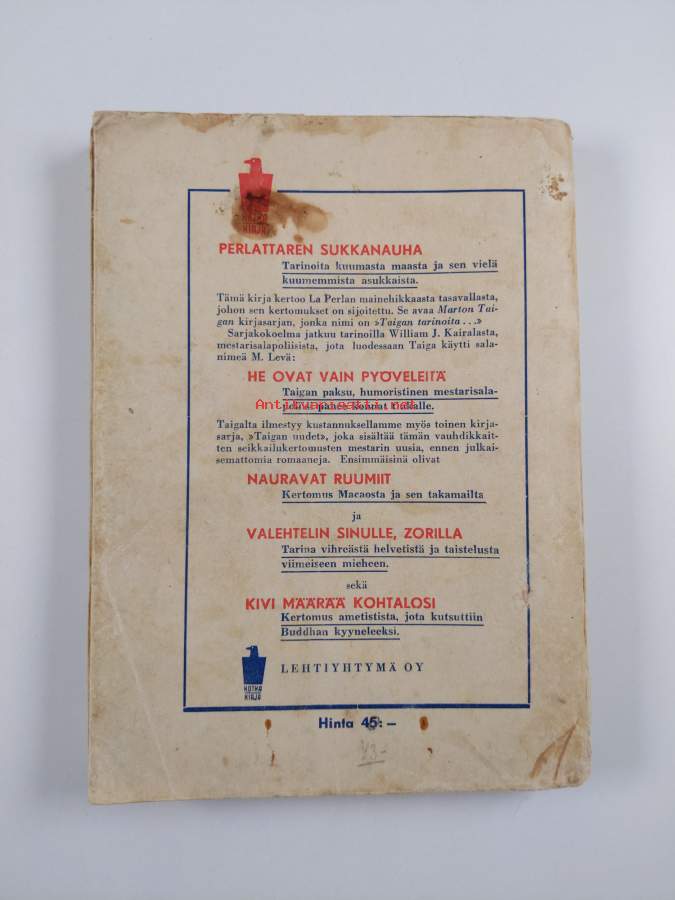 KIRJA
PERLATTAREN SUKKANAUHA
Tarinoita kuumasta maasta ja sen vielä
kuumemmista asukkaista.
Tämä kirja kertoo La Perlan mainehikkaasta tasavallasta,
johon sen kertomukset on sijoitettu. Se avaa Marton Tai-
gan kirjasarjan, jonka nimi on »Taigan tarinoita . . .»
Sarjakokoelma jatkuu tarinoilla William J. Kairalasta,
mestarisalapoliisista, jota luodessaan Taiga käytti sala-
nimeä M. Levä:
HE OVAT VAIN PYÖVELEITÄ
Taigan paksu, humoristinen mestarisala-
Taigalta ilmestyy kustannuksellamme myös toinen kirja-
sarja, »Taigan uudet», joka sisältää tämän vauhdikkait-
ten seikkailukertomusten mestarin uusia, ennen julkai-
semattomia romaaneja. Ensimmäisinä olivat
NAURAVAT RUUMIIT
Kertomus Macaosta ja sen takamailta
ja
VALEHTELIN SINULLE, ZORILLA
Tarina vihreästä helvetistä ja taistelusta
viimeiseen mieheen.
sekä
KIVI MÄÄRÄÄ KOHTALOSI
Kertomus ametistista, jota kutsuttiin
Buddhan kyyneleeksi.
KOTKA
KIRJA
LEHTIYHTYMÄ OY
Hinta 45: —